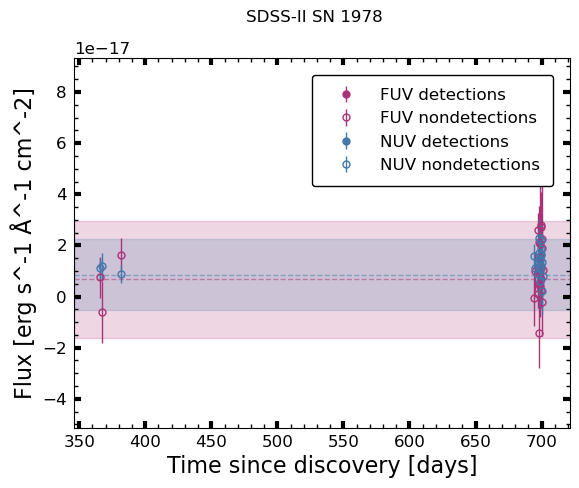 SDSS-II SN 1978
1e−17
FUV detections
FUV nondetections
NUV detections
NUV nondetections
8
6
4
2
0
−2
−4
Flux [erg s^-1 Å^-1 cm^-2]
350 400 450 500 550 600 650 700
Time since discovery [days]